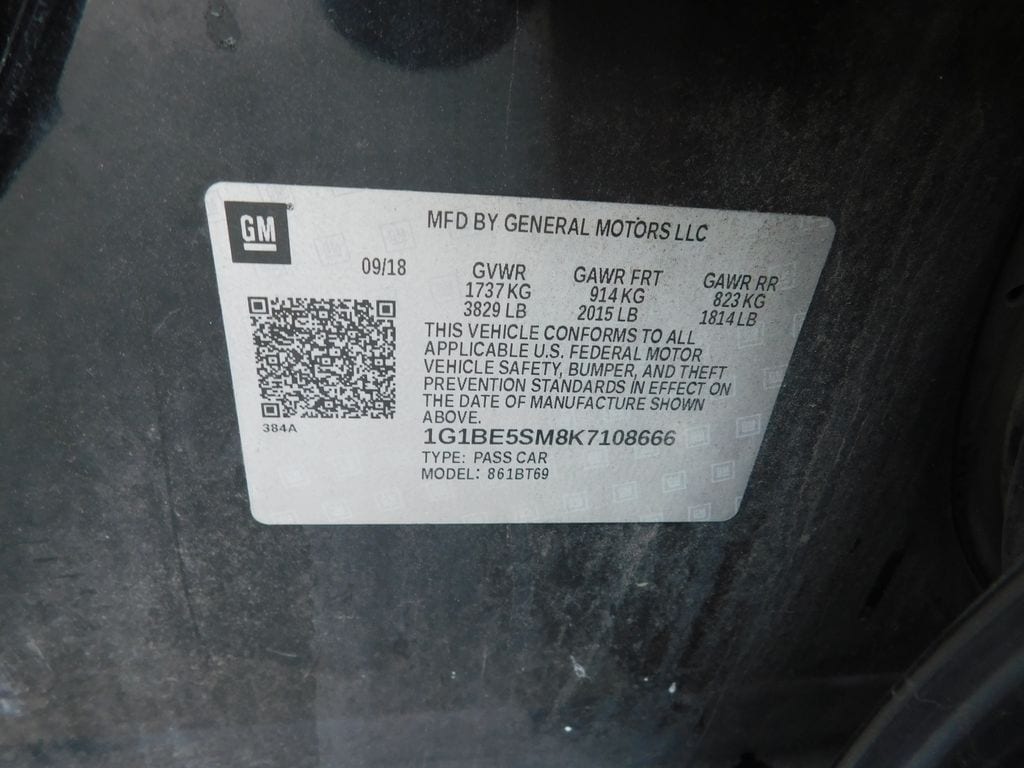 GM
MFD BY GENERAL MOTORS LLC
09/18
GVWR GAWR FRT GAWR RR
1737 KG 914 KG 823 KG
3829 LB 2015 LB 1814 LB
THIS VEHICLE CONFORMS TO ALL
APPLICABLE U.S. FEDERAL MOTOR
VEHICLE SAFETY, BUMPER, AND THEFT
PREVENTION STANDARDS IN EFFECT ON
THE DATE OF MANUFACTURE SHOWN
ABOVE.
384A
1G1BE5SM8K7108666
TYPE: PASS CAR
MODEL: 861BT69